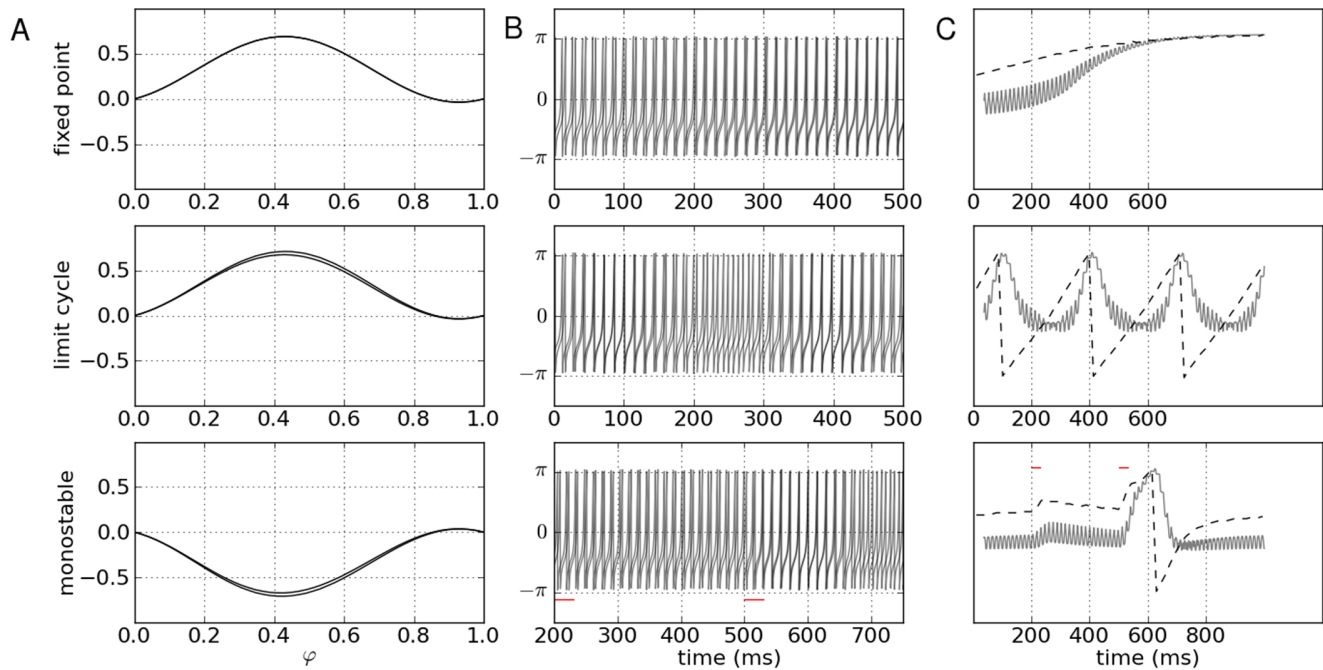 A
B
C
fixed point
0.5
0.0
−0.5
0.0 0.2 0.4 0.6 0.8 1.0
π
0
−π
0 100 200 300 400 500
200 400 600
limit cycle
0.5
0.0
−0.5
0.0 0.2 0.4 0.6 0.8 1.0
π
0
−π
0 100 200 300 400 500
200 400 600
monostable
0.5
0.0
−0.5
0.0 0.2 0.4 0.6 0.8 1.0
φ
π
0
−π
200 300 400 500 600 700
time (ms)
200 400 600 800
time (ms)